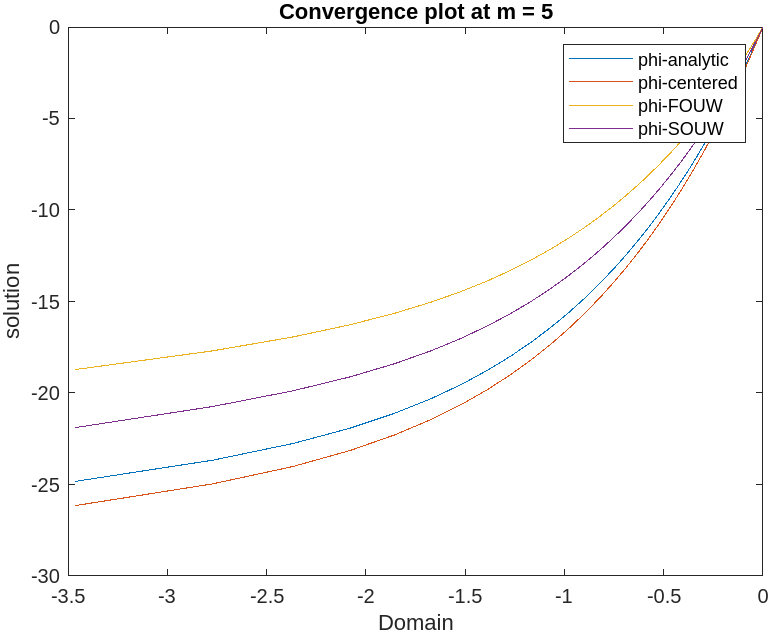 Convergence plot at m = 5
phi-analytic
phi-centered
phi-FOUW
phi-SOUW
0
-5
-10
-15
-20
-25
-30
solution
-3.5 -3 -2.5 -2 -1.5 -1 -0.5 0
Domain